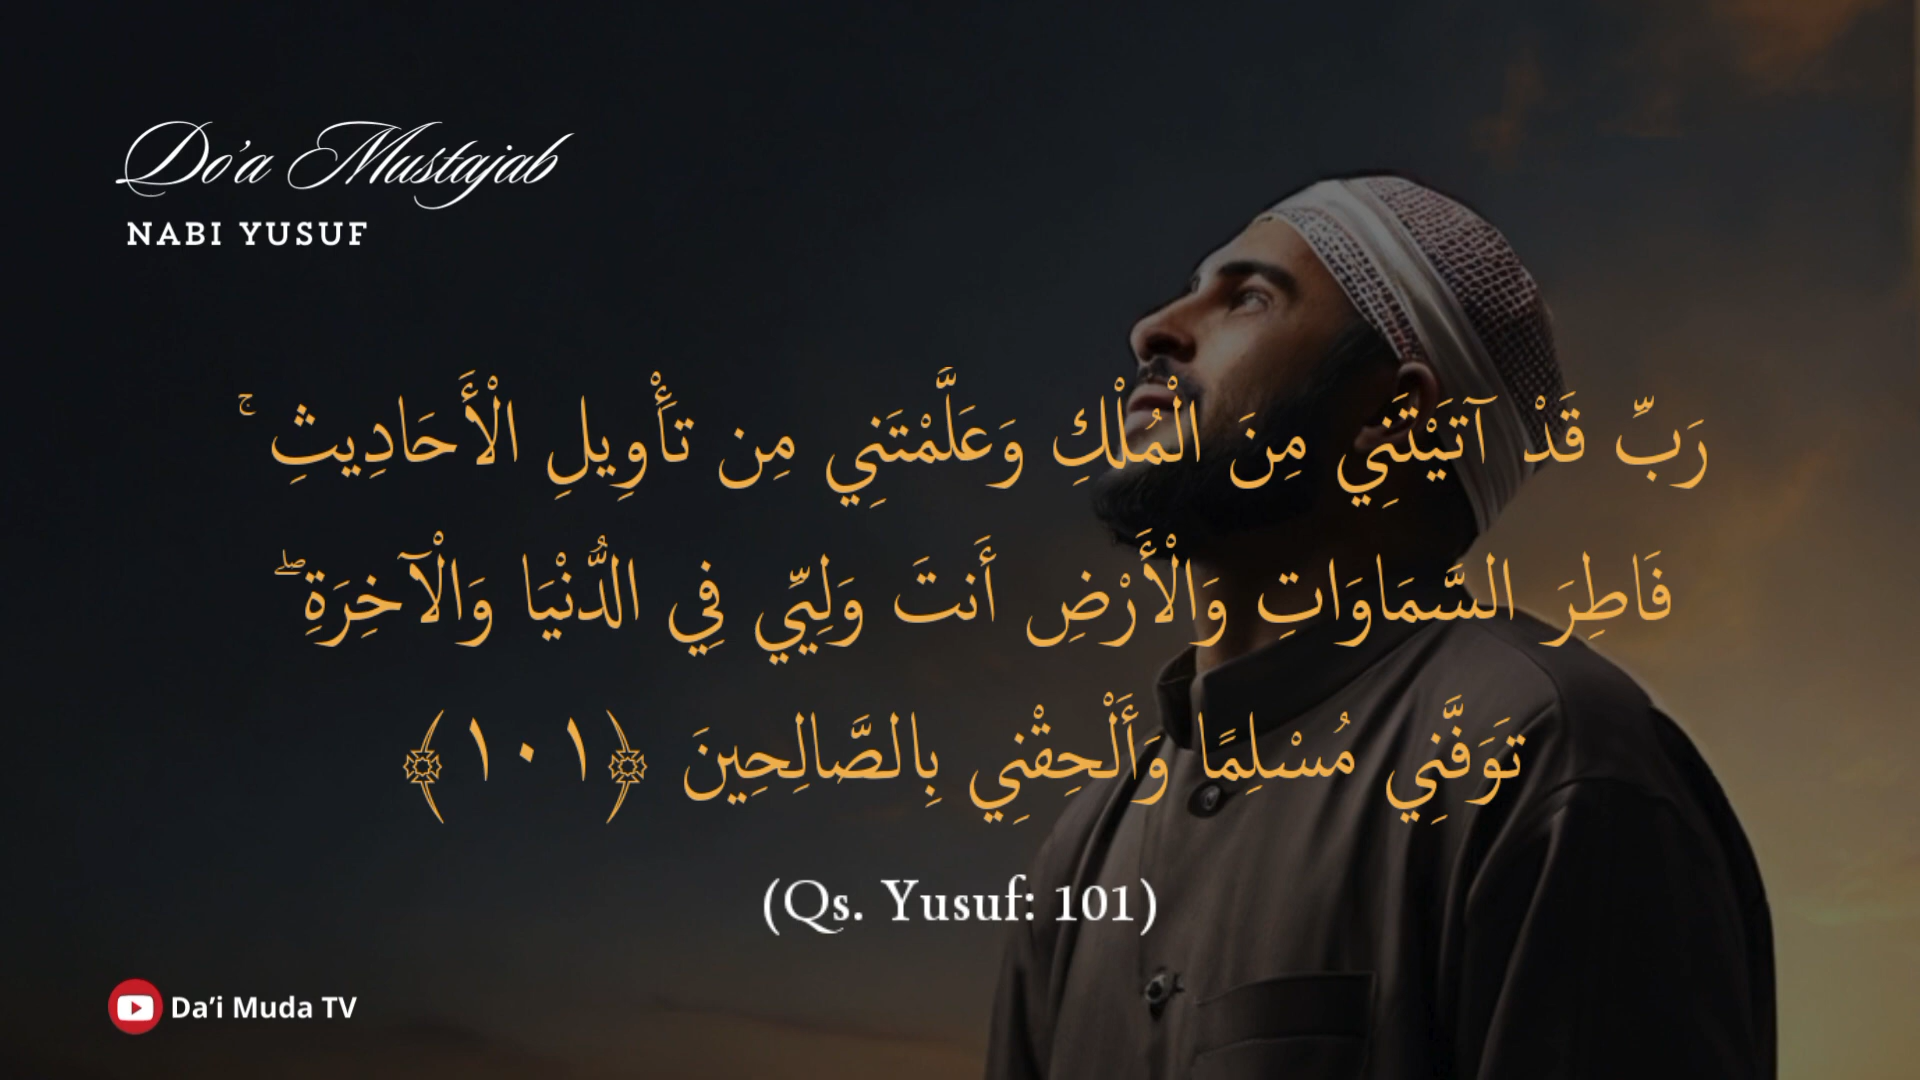 Do'a Mustajab
NABI YUSUF
رَبِّ قَدْ آتَيْتَنِي مِنَ الْمُلْكِ وَعَلَّمْتَنِي مِن تَأْوِيلِ الْأَحَادِيثِ ۚ
فَاطِرَ السَّمَاوَاتِ وَالْأَرْضِ أَنتَ وَلِيِّي فِي الدُّنْيَا وَالْآخِرَةِ ۖ
تَوَفَّنِي مُسْلِمًا وَأَلْحِقْنِي بِالصَّالِحِينَ ﴿١٠١﴾
(Qs. Yusuf: 101)
Da'i Muda TV